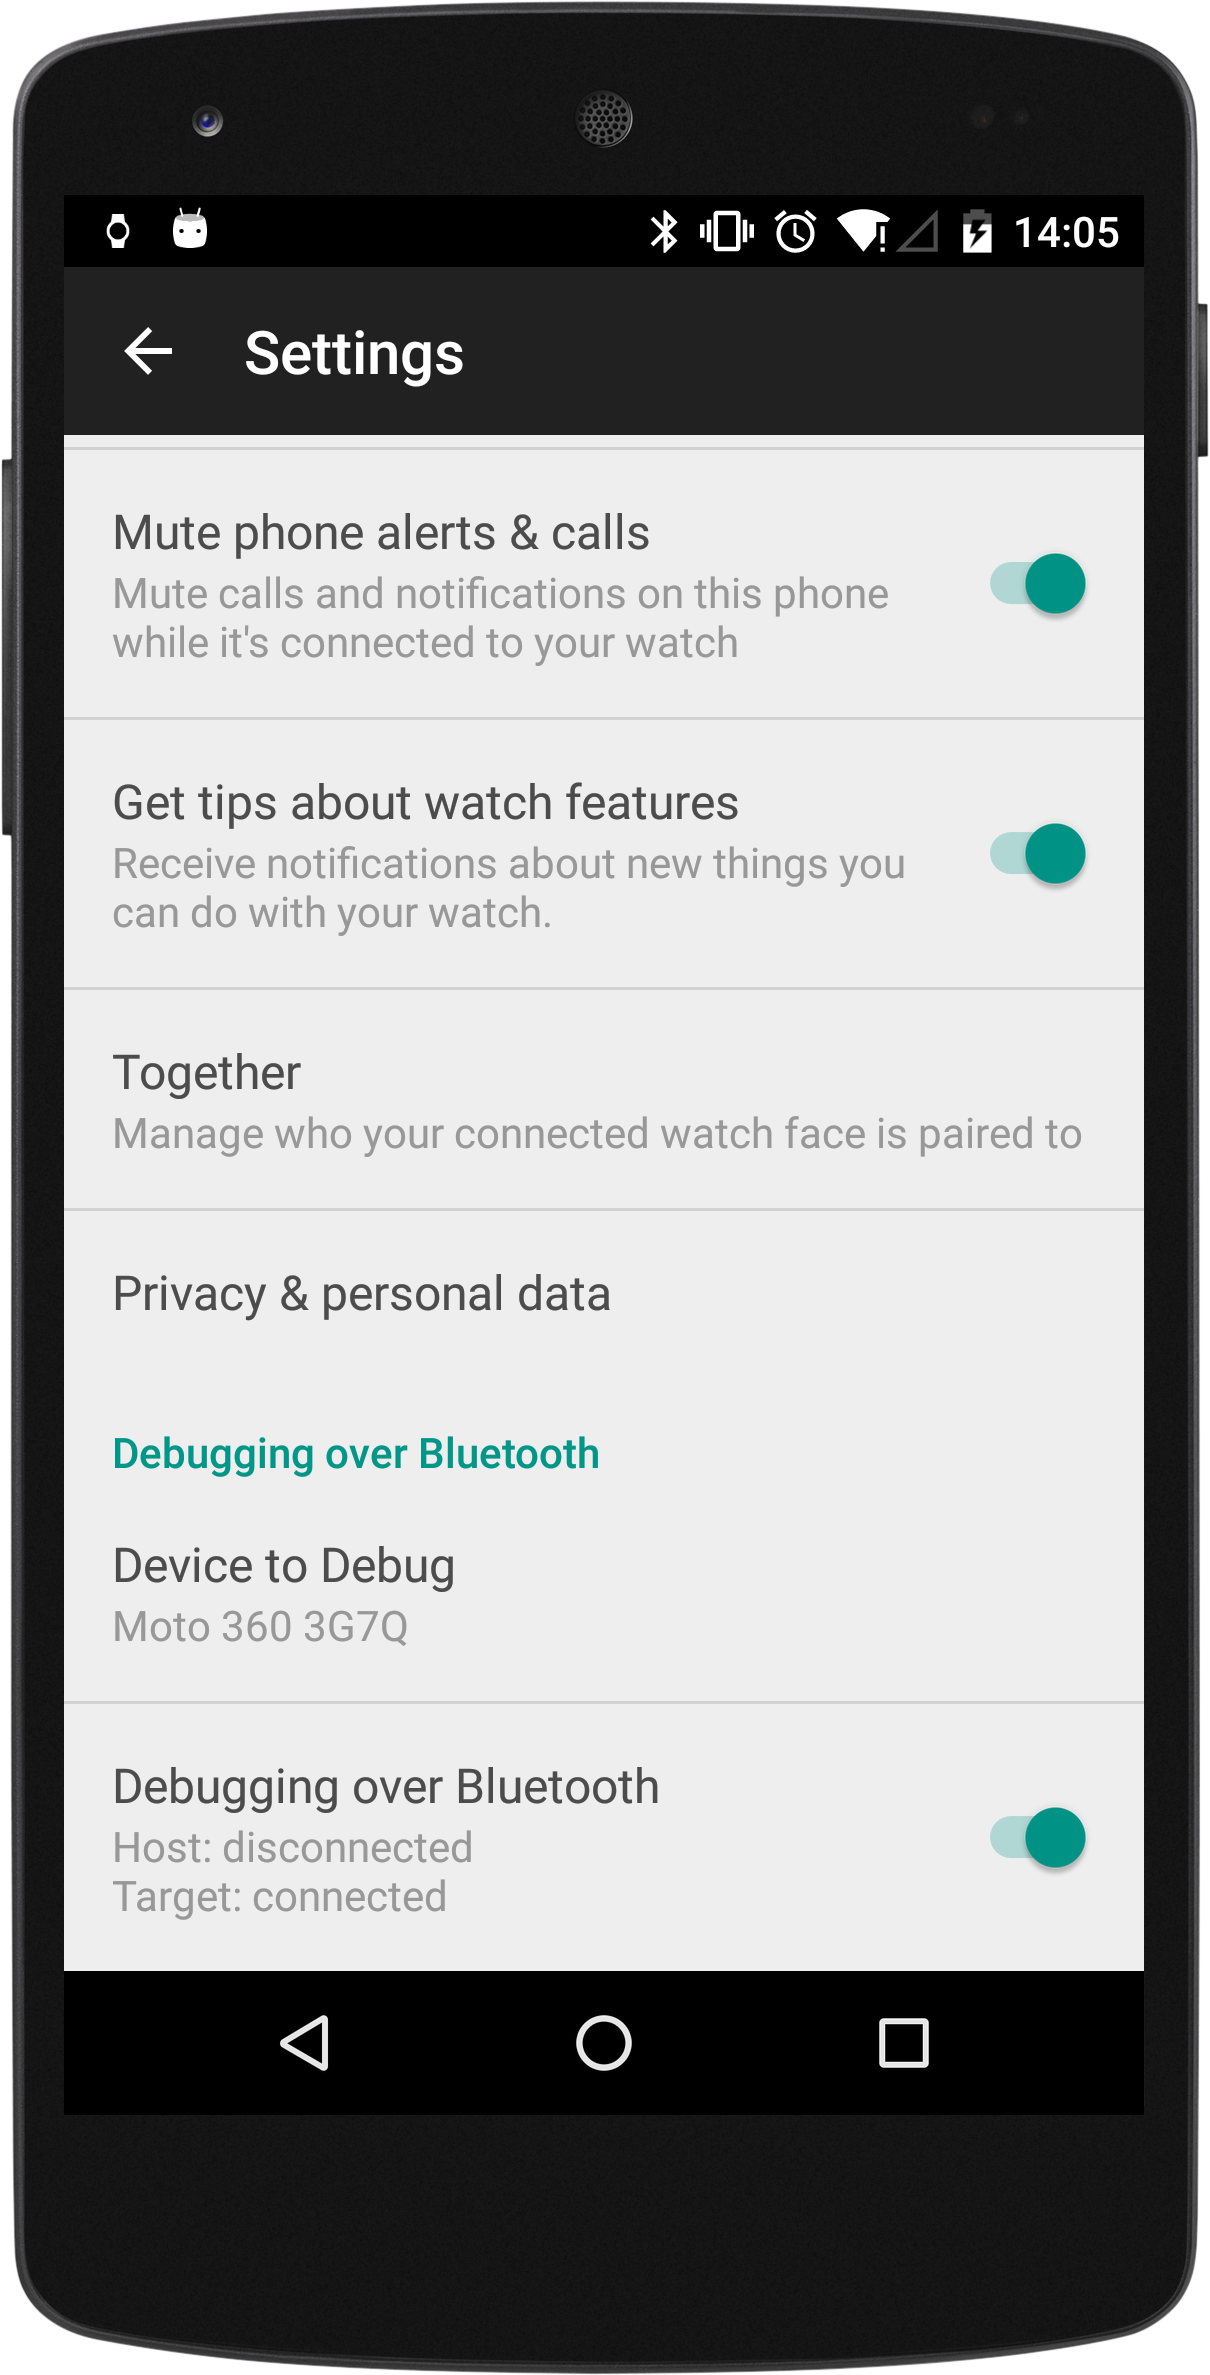 14:05
Settings
Mute phone alerts & calls
Mute calls and notifications on this phone
while it's connected to your watch
Get tips about watch features
Receive notifications about new things you
can do with your watch.
Together
Manage who your connected watch face is paired to
Privacy & personal data
Debugging over Bluetooth
Device to Debug
Moto 360 3G7Q
Debugging over Bluetooth
Host: disconnected
Target: connected